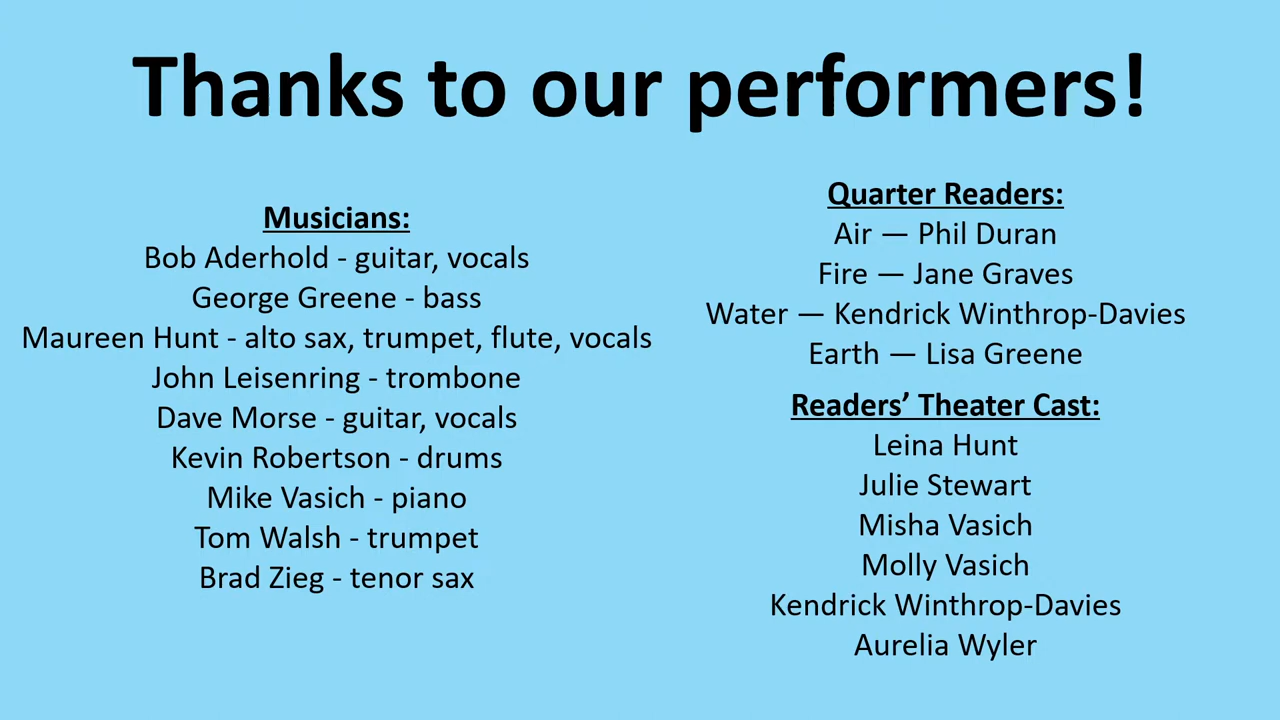 Thanks to our performers!
Musicians:
Bob Aderhold - guitar, vocals
George Greene - bass
Maureen Hunt - alto sax, trumpet, flute, vocals
John Leisenring - trombone
Dave Morse - guitar, vocals
Kevin Robertson - drums
Mike Vasich - piano
Tom Walsh - trumpet
Brad Zieg - tenor sax
Quarter Readers:
Air — Phil Duran
Fire — Jane Graves
Water — Kendrick Winthrop-Davies
Earth — Lisa Greene
Readers’ Theater Cast:
Leina Hunt
Julie Stewart
Misha Vasich
Molly Vasich
Kendrick Winthrop-Davies
Aurelia Wyler